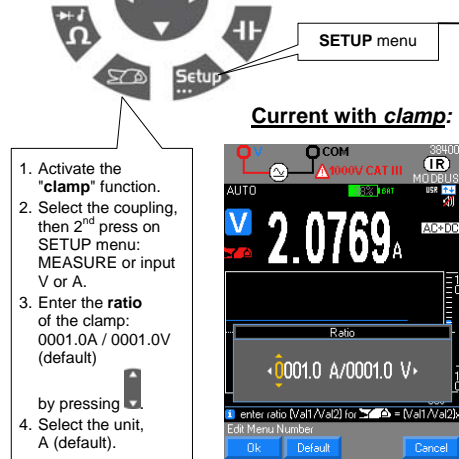 Ω
Setup
...
SETUP menu
Current with clamp:
1. Activate the
"clamp" function.
2. Select the coupling,
then 2nd press on
SETUP menu:
MEASURE or input
V or A.
3. Enter the ratio
of the clamp:
0001.0A / 0001.0V
(default)
by pressing
4. Select the unit,
A (default).
V
COM
38400
1000V CAT III
IR
MODBUS
AUTO
BAT
USR
V
2.0769 A
AC+DC
Ratio
0001.0 A/0001.0 V
enter ratio (Val1/Val2) for = (Val1/Val2)x
Edit Menu Number
Ok
Default
Cancel